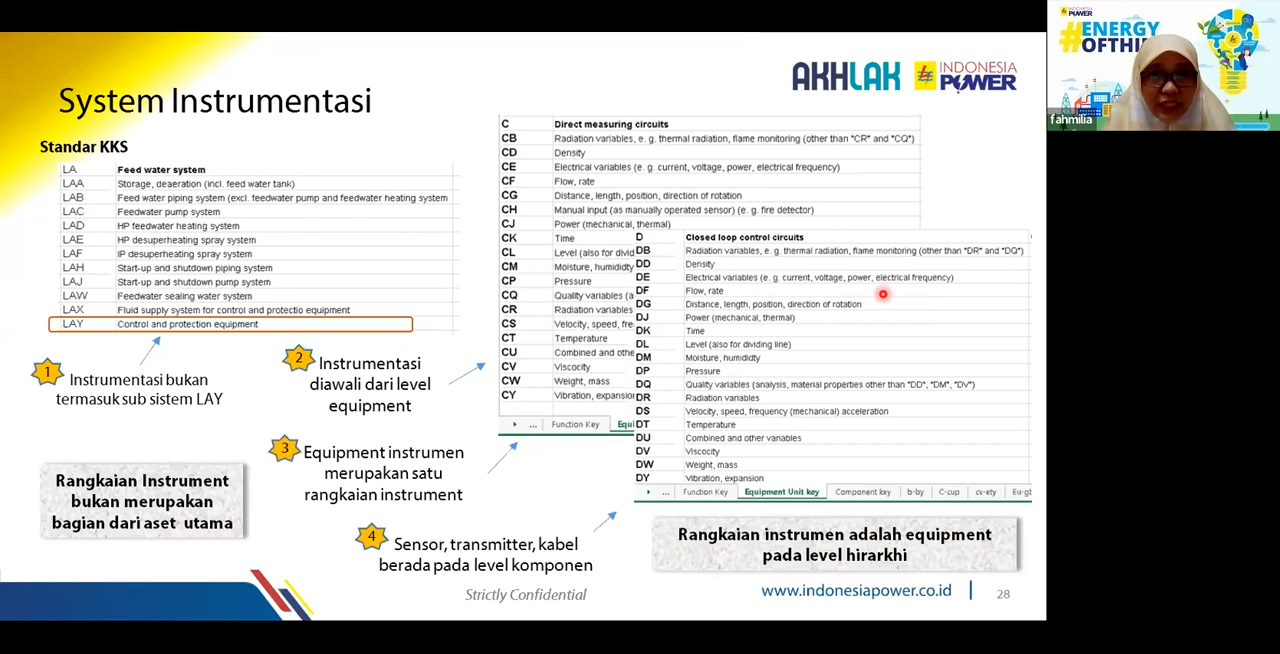 System Instrumentasi
AKHLAK
INDONESIA
POWER
Standar KKS
LA Feed water system
LAA Storage, deaeration (incl. feed water tank)
LAB Feed water piping system (excl. feedwater pump and feedwater heating system
LAC Feedwater pump system
LAD HP feedwater heating system
LAE HP desuperheating spray system
LAF IP desuperheating spray system
LAH Start-up and shutdown piping system
LAJ Start-up and shutdown pump system
LAW Feedwater sealing water system
LAX Fluid supply system for control and protectio equipment
LAY Control and protection equipment
C Direct measuring circuits
CB Radiation variables, e. g. thermal radiation, flame monitoring (other than "CR" and "CQ")
CD Density
CE Electrical variables (e. g. current, voltage, power, electrical frequency)
CF Flow, rate
CG Distance, length, position, direction of rotation
CH Manual input (as manually operated sensor) (e. g. fire detector)
CJ Power (mechanical, thermal)
CK Time
CL Level (also for divid
CM Moisture, humididty
CP Pressure
CQ Quality variables (a
CR Radiation variables
CS Velocity, speed, fre
CT Temperature
CU Combined and othe
CV Viscocity
CW Weight, mass
CY Vibration, expansion
... Function Key Equi
D Closed loop control circuits
DB Radiation variables, e. g. thermal radiation, flame monitoring (other than "DR" and "DQ")
DD Density
DE Electrical variables (e. g. current, voltage, power, electrical frequency)
DF Flow, rate
DG Distance, length, position, direction of rotation
DJ Power (mechanical, thermal)
DK Time
DL Level (also for dividing line)
DM Moisture, humididty
DP Pressure
DQ Quality variables (analysis, material properties other than "DD", "DM", "DV")
DR Radiation variables
DS Velocity, speed, frequency (mechanical) acceleration
DT Temperature
DU Combined and other variables
DV Viscocity
DW Weight, mass
DY Vibration, expansion
... Function Key Equipment Unit key Component key b-by C-cup cv-ety Eu-gb
1
Instrumentasi bukan
termasuk sub sistem LAY
2
Instrumentasi
diawali dari level
equipment
3
Equipment instrumen
merupakan satu
rangkaian instrument
4
Sensor, transmitter, kabel
berada pada level komponen
Rangkaian Instrument
bukan merupakan
bagian dari aset utama
Rangkaian instrumen adalah equipment
pada level hirarkhi
Strictly Confidential
www.indonesiapower.co.id
28
INDONESIA
POWER
#ENERGY
OFTHI
fahmilia